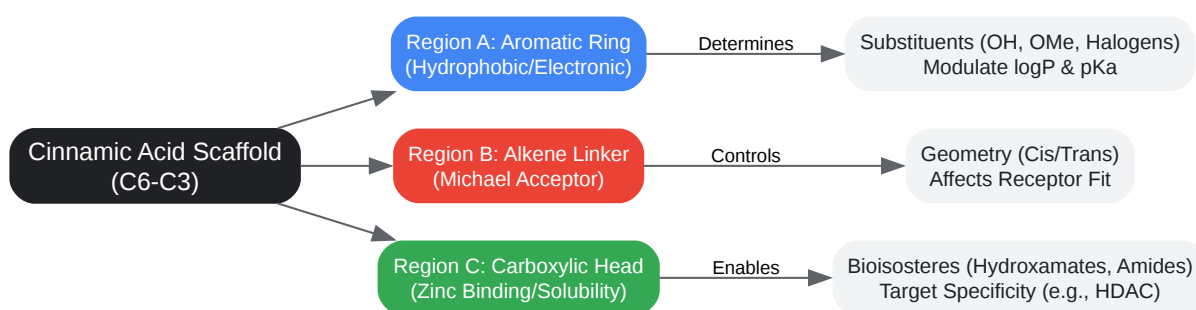 Cinnamic Acid Scaffold
(C6-C3)
Region A: Aromatic Ring
(Hydrophobic/Electronic)
Determines
Substituents (OH, OMe, Halogens)
Modulate logP & pKa
Region B: Alkene Linker
(Michael Acceptor)
Controls
Geometry (Cis/Trans)
Affects Receptor Fit
Region C: Carboxylic Head
(Zinc Binding/Solubility)
Enables
Bioisosteres (Hydroxamates, Amides)
Target Specificity (e.g., HDAC)